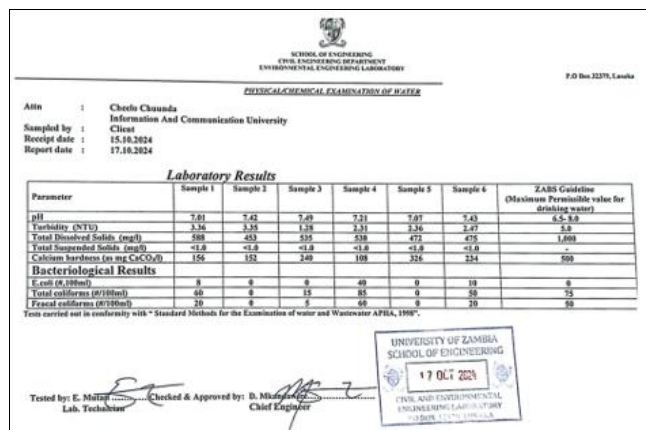 SCHOOL OF ENGINEERING
CIVIL ENGINEERING DEPARTMENT
ENVIRONMENTAL ENGINEERING LABORATORY
P.O Box 32379, Lusaka
PHYSICAL/CHEMICAL EXAMINATION OF WATER
Attn : Cheelo Chuunda
Information And Communication University
Sampled by : Client
Receipt date : 15.10.2024
Report date : 17.10.2024
Laboratory Results
Parameter Sample 1 Sample 2 Sample 3 Sample 4 Sample 5 Sample 6 ZABS Guideline (Maximum Permissible value for drinking water)
pH 7.01 7.42 7.49 7.21 7.07 7.43 6.5- 8.0
Turbidity (NTU) 3.36 3.35 1.28 2.31 2.36 2.47 5.0
Total Dissolved Solids (mg/l) 588 453 535 538 472 475 1,000
Total Suspended Solids (mg/l) <1.0 <1.0 <1.0 <1.0 <1.0 <1.0 -
Calcium hardness (as mg CaCO₃/l) 156 152 240 108 326 234 500
Bacteriological Results
E.coli (#/100ml) 8 0 0 40 0 10 0
Total coliforms (#/100ml) 60 0 15 85 0 50 75
Feacal coliforms (#/100ml) 20 0 5 60 0 20 50
Tests carried out in conformity with " Standard Methods for the Examination of water and Wastewater APHA, 1998".
UNIVERSITY OF ZAMBIA
SCHOOL OF ENGINEERING
17 OCT 2024
CIVIL AND ENVIRONMENTAL
ENGINEERING LABORATORY
Tested by: E. Mutati Checked & Approved by: D.
Lab. Technician Chief Engineer